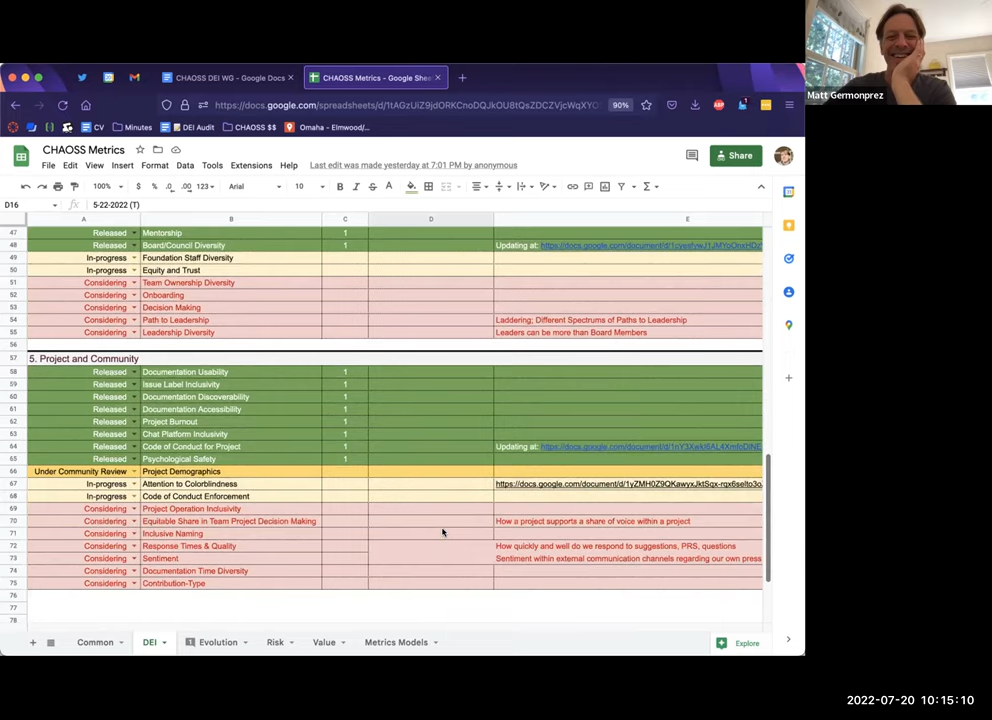 Matt Germonprez
CHAOSS DEI WG - Google Docs
CHAOSS Metrics - Google Shee
https://docs.google.com/spreadsheets/d/
90%
CV
Minutes
DEI Audit
CHAOSS $$
Omaha - Elmwood/...
CHAOSS Metrics
Share
File Edit View Insert Format Data Tools Extensions Help Last edit was made yesterday at 7:01 PM by anonymous
100% $ % .0 .00 123 Arial 10 B I S A
D16 fx 5-22-2022 (T)
A B C D E
47 Released Mentorship 1
48 Released Board/Council Diversity 1 Updating at:
49 In-progress Foundation Staff Diversity
50 In-progress Equity and Trust
51 Considering Team Ownership Diversity
52 Considering Onboarding
53 Considering Decision Making
54 Considering Path to Leadership Laddering; Different Spectrums of Paths to Leadership
55 Considering Leadership Diversity Leaders can be more than Board Members
56
57 5. Project and Community
58 Released Documentation Usability 1
59 Released Issue Label Inclusivity 1
60 Released Documentation Discoverability 1
61 Released Documentation Accessibility 1
62 Released Project Burnout 1
63 Released Chat Platform Inclusivity 1
64 Released Code of Conduct for Project 1 Updating at:
65 Released Psychological Safety 1
66 Under Community Review Project Demographics
67 In-progress Attention to Colorblindness
68 In-progress Code of Conduct Enforcement
69 Considering Project Operation Inclusivity
70 Considering Equitable Share in Team Project Decision Making How a project supports a share of voice within a project
71 Considering Inclusive Naming
72 Considering Response Times & Quality How quickly and well do we respond to suggestions, PRS, questions
73 Considering Sentiment Sentiment within external communication channels regarding our own press
74 Considering Documentation Time Diversity
75 Considering Contribution-Type
76
77
78
Common DEI Evolution Risk Value Metrics Models Explore
2022-07-20 10:15:10